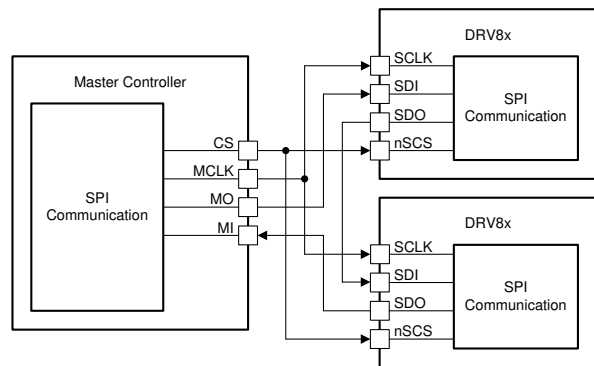 Master Controller
SPI
Communication
CS
MCLK
MO
MI
DRV8x
SCLK
SDI
SDO
nSCS
SPI
Communication
DRV8x
SCLK
SDI
SDO
nSCS
SPI
Communication